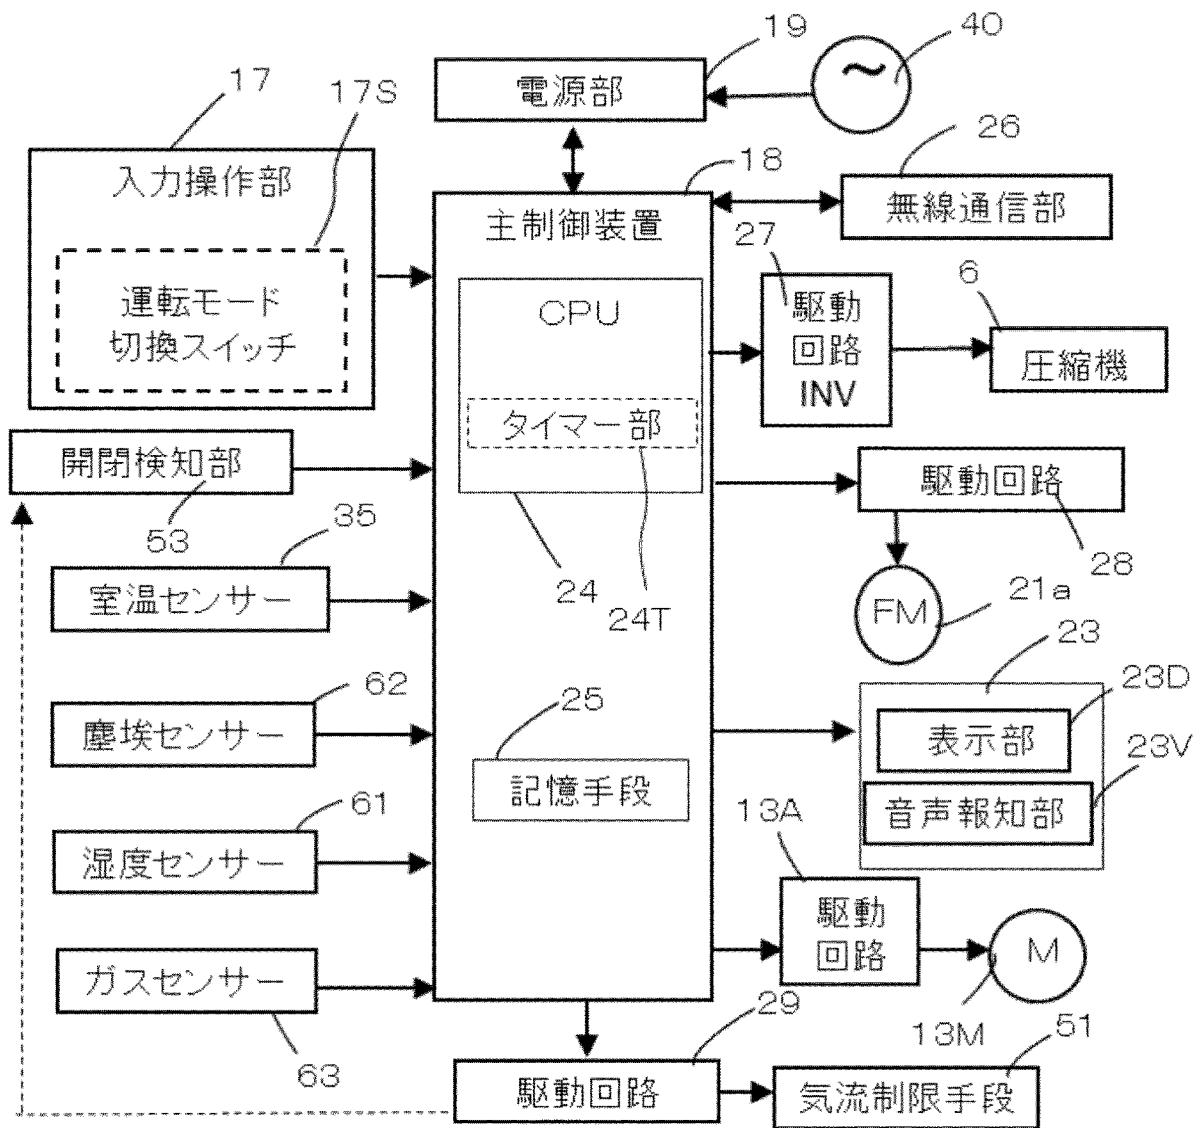 19
40
電源部
~
17
17S
26
18
入力操作部
無線通信部
主制御装置
27
6
運転モード
切換スイッチ
CPU
駆動
回路
INV
圧縮機
タイマー部
開閉検知部
駆動回路
53
35
24
28
24T
室温センサー
FM
21a
23
62
23D
25
塵埃センサー
表示部
23V
記憶手段
61
13A
音声報知部
湿度センサー
駆動
回路
M
ガスセンサー
29
13M
51
63
駆動回路
気流制限手段